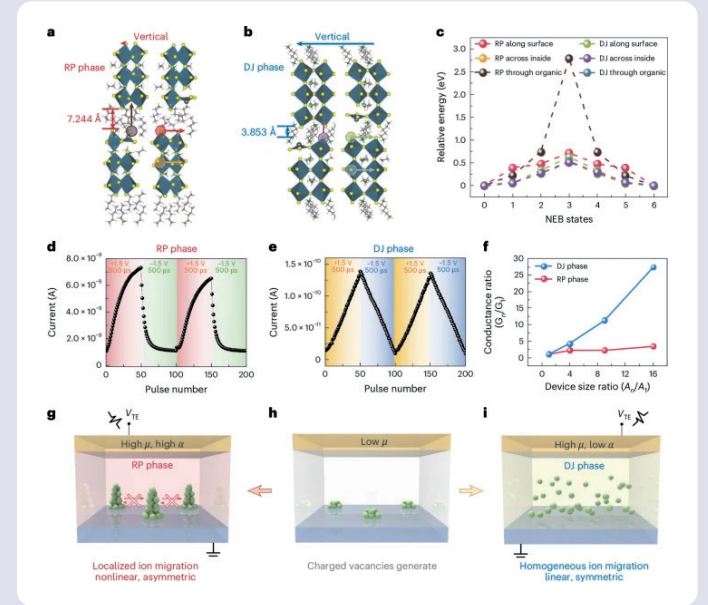 a
Vertical
RP phase
7.244 Å
b
Vertical
DJ phase
3.853 Å
c
RP along surface
DJ along surface
RP across inside
DJ across inside
RP through organic
DJ through organic
Relative energy (eV)
3.0
2.5
2.0
1.5
1.0
0.5
0
0 1 2 3 4 5 6
NEB states
d
RP phase
+1.5 V
500 µs
−1.5 V
500 µs
+1.5 V
500 µs
−1.5 V
500 µs
Current (A)
8.0 × 10⁻⁹
6.0 × 10⁻⁹
4.0 × 10⁻⁹
2.0 × 10⁻⁹
0
0 50 100 150 200
Pulse number
e
DJ phase
+1.5 V
500 µs
−1.5 V
500 µs
+1.5 V
500 µs
−1.5 V
500 µs
Current (A)
1.5 × 10⁻¹⁰
1.0 × 10⁻¹⁰
5.0 × 10⁻¹¹
0
0 50 100 150 200
Pulse number
f
DJ phase
RP phase
Conductance ratio
(Gₙ/G₁)
30
25
20
15
10
5
0
0 2 4 6 8 10 12 14 16
Device size ratio (Aₙ/A₁)
g
V_TE
High µ, high α
RP phase
Localized ion migration
nonlinear, asymmetric
h
Low µ
Charged vacancies generate
i
V_TE
High µ, low α
DJ phase
Homogeneous ion migration
linear, symmetric